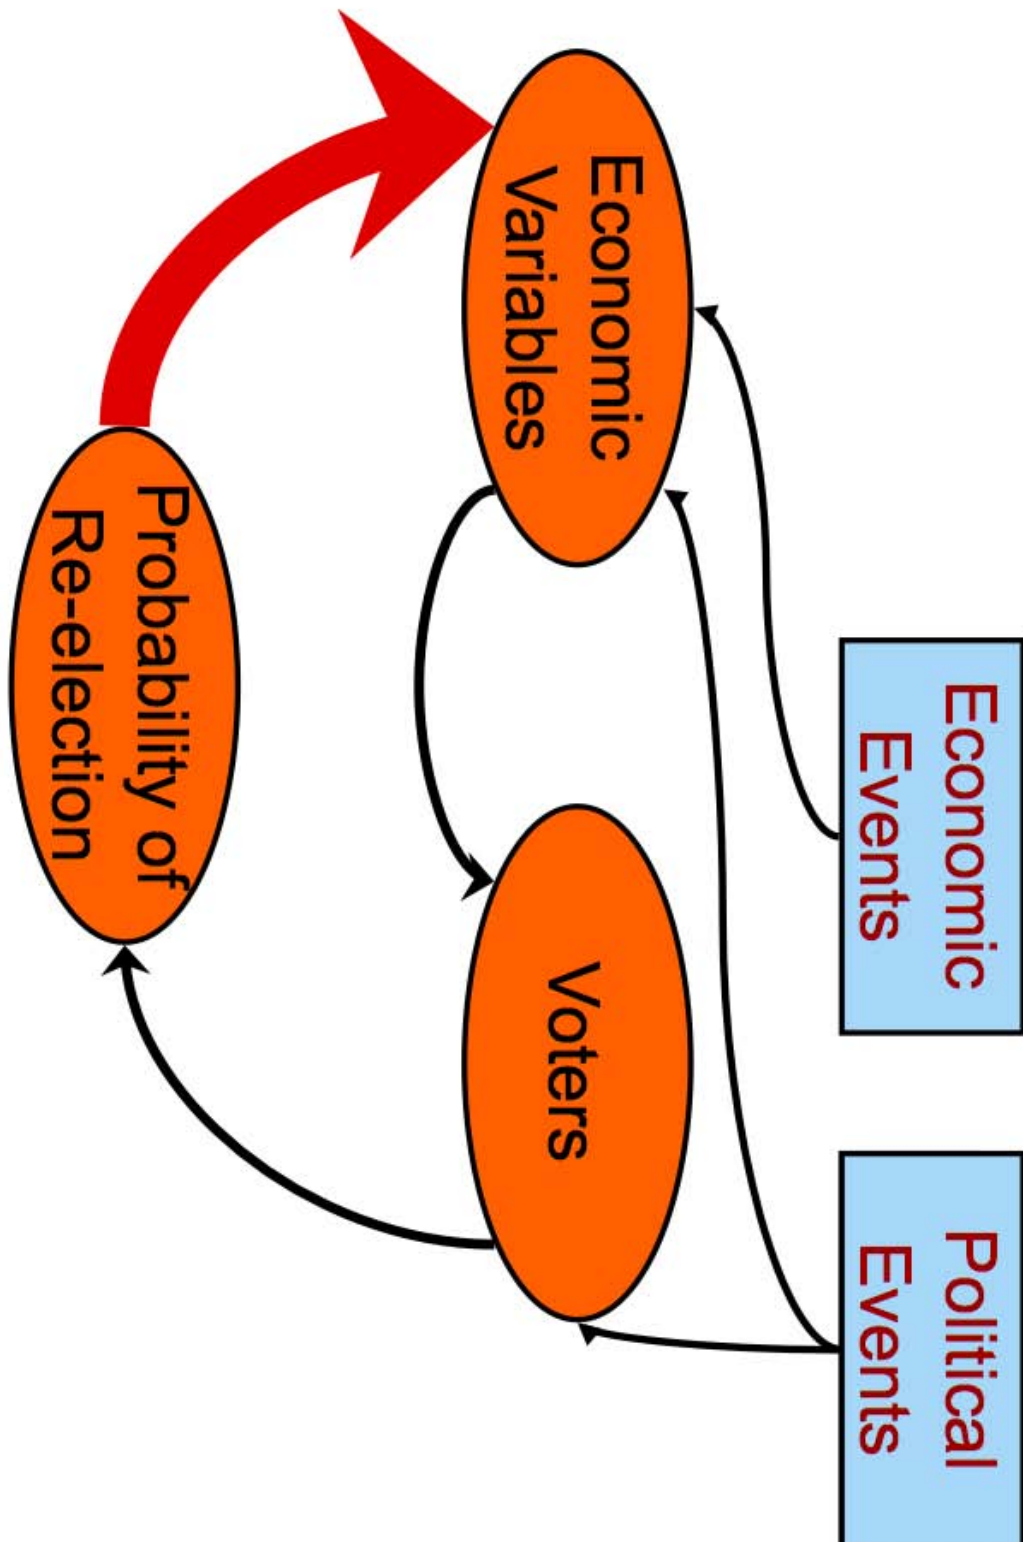 Economic
Events
Political
Events
Economic
Variables
Voters
Probability of
Re-election